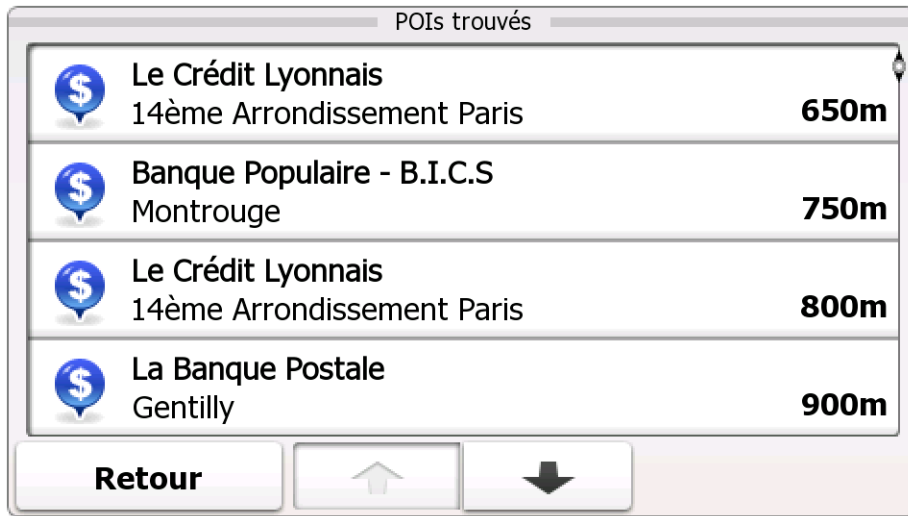 POIs trouvés
Le Crédit Lyonnais
14ème Arrondissement Paris
650m
Banque Populaire - B.I.C.S
Montrouge
750m
Le Crédit Lyonnais
14ème Arrondissement Paris
800m
La Banque Postale
Gentilly
900m
Retour